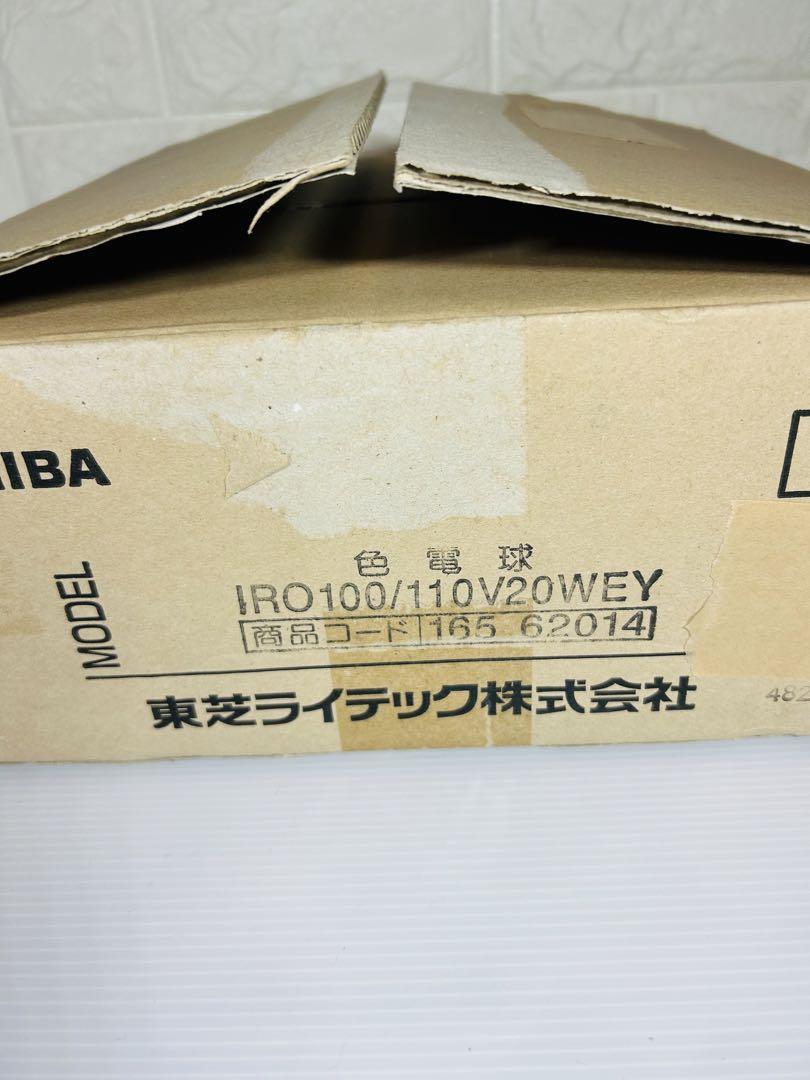 HIBA
MODEL
色電球
IRO100/110V20WEY
商品コード 165 62014
東芝ライテック株式会社
482